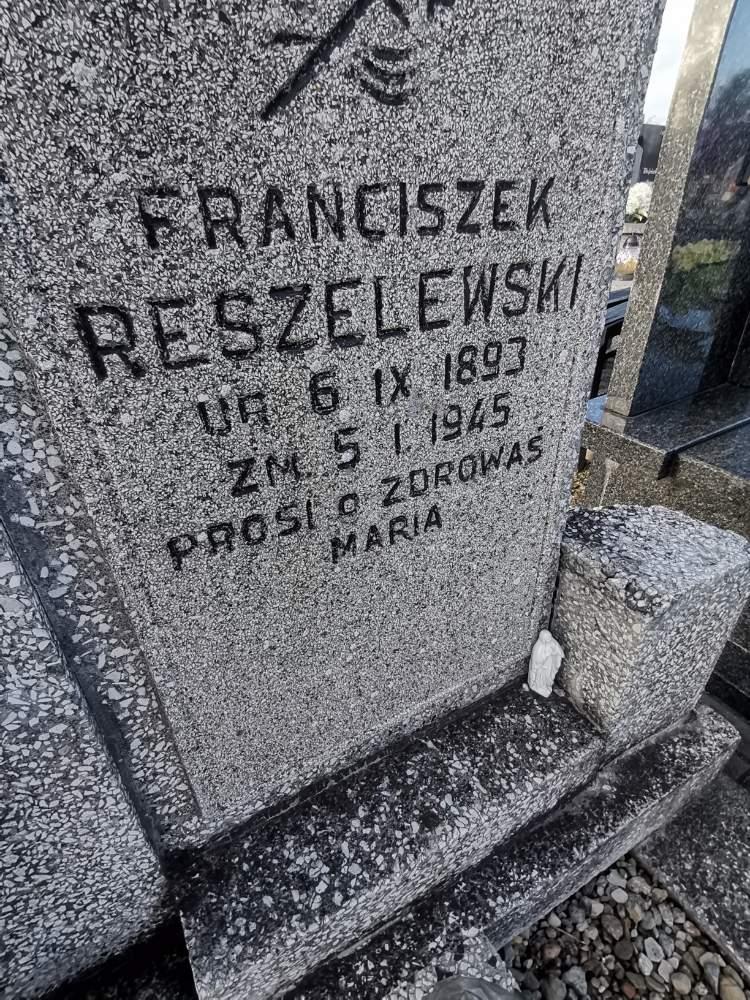 FRANCISZEK
RESZELEWSKI
UR 6 IX 1893
ZM. 5 I. 1945
PROSI O ZDROWAŚ
MARIA